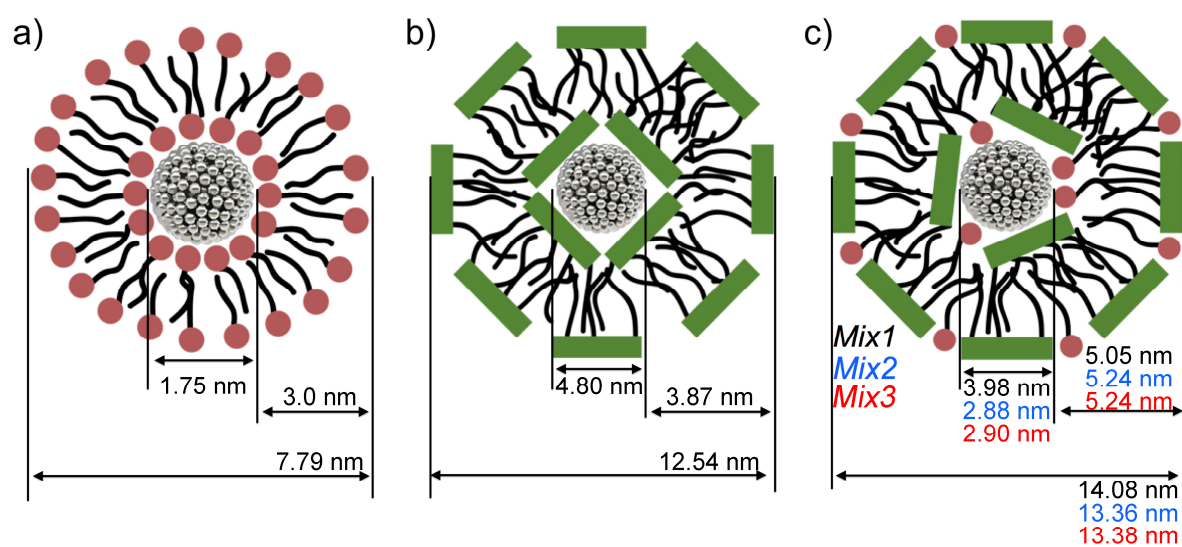 a)
b)
c)
1.75 nm
3.0 nm
7.79 nm
4.80 nm
3.87 nm
12.54 nm
Mix1
Mix2
Mix3
3.98 nm
2.88 nm
2.90 nm
5.05 nm
5.24 nm
5.24 nm
14.08 nm
13.36 nm
13.38 nm